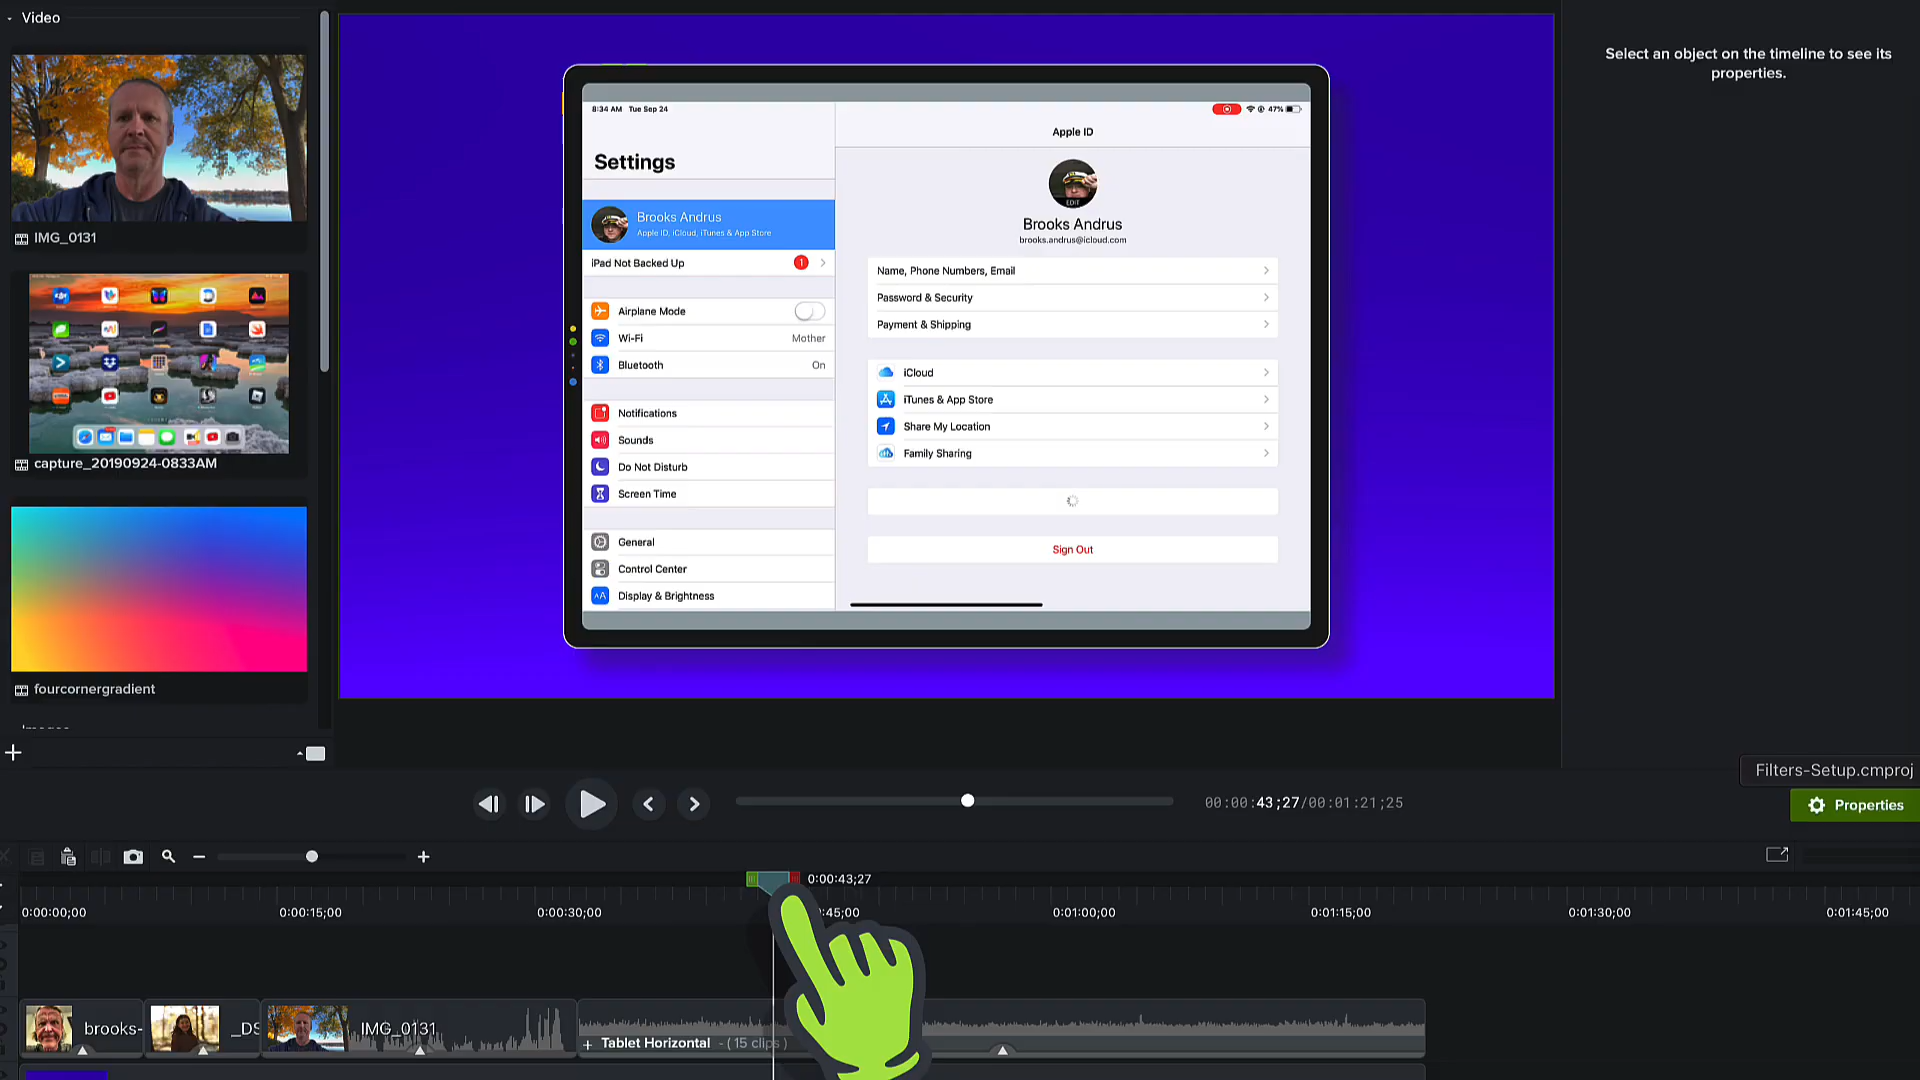 Video
IMG_0131
capture_20190924-0833AM
fourcornergradient
Select an object on the timeline to see its
properties.
8:34 AM Tue Sep 24
47%
Settings
Brooks Andrus
Apple ID, iCloud, iTunes & App Store
iPad Not Backed Up
1
Airplane Mode
Wi-Fi
Mother
Bluetooth
On
Notifications
Sounds
Do Not Disturb
Screen Time
General
Control Center
AA
Display & Brightness
Apple ID
EDIT
Brooks Andrus
brooks.andrus@icloud.com
Name, Phone Numbers, Email
Password & Security
Payment & Shipping
iCloud
iTunes & App Store
Share My Location
Family Sharing
Sign Out
Filters-Setup.cmproj
00:00:43;27/00:01:21;25
Properties
0:00:43;27
0:00:00;00
0:00:15;00
0:00:30;00
45;00
0:01:00;00
0:01:15;00
0:01:30;00
0:01:45;00
brooks-
_DS
IMG_0131
+ Tablet Horizontal - (15 clips)